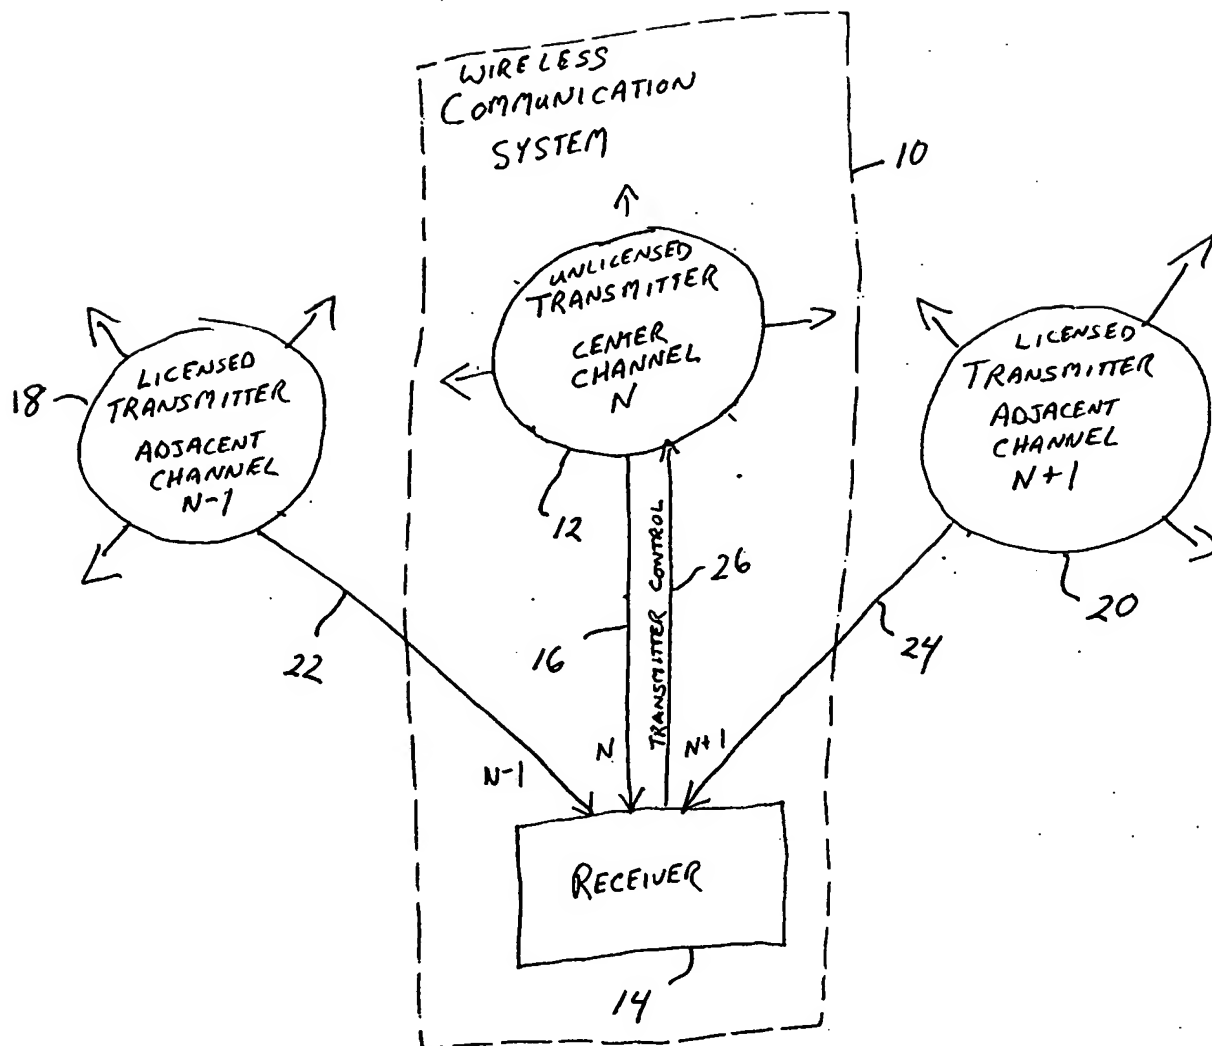 WIRELESS
COMMUNICATION
SYSTEM
10
UNLICENSED
TRANSMITTER
CENTER
CHANNEL
N
12
LICENSED
TRANSMITTER
ADJACENT
CHANNEL
N-1
18
LICENSED
TRANSMITTER
ADJACENT
CHANNEL
N+1
20
22
16
TRANSMITTER CONTROL
26
24
N-1
N
N+1
RECEIVER
14